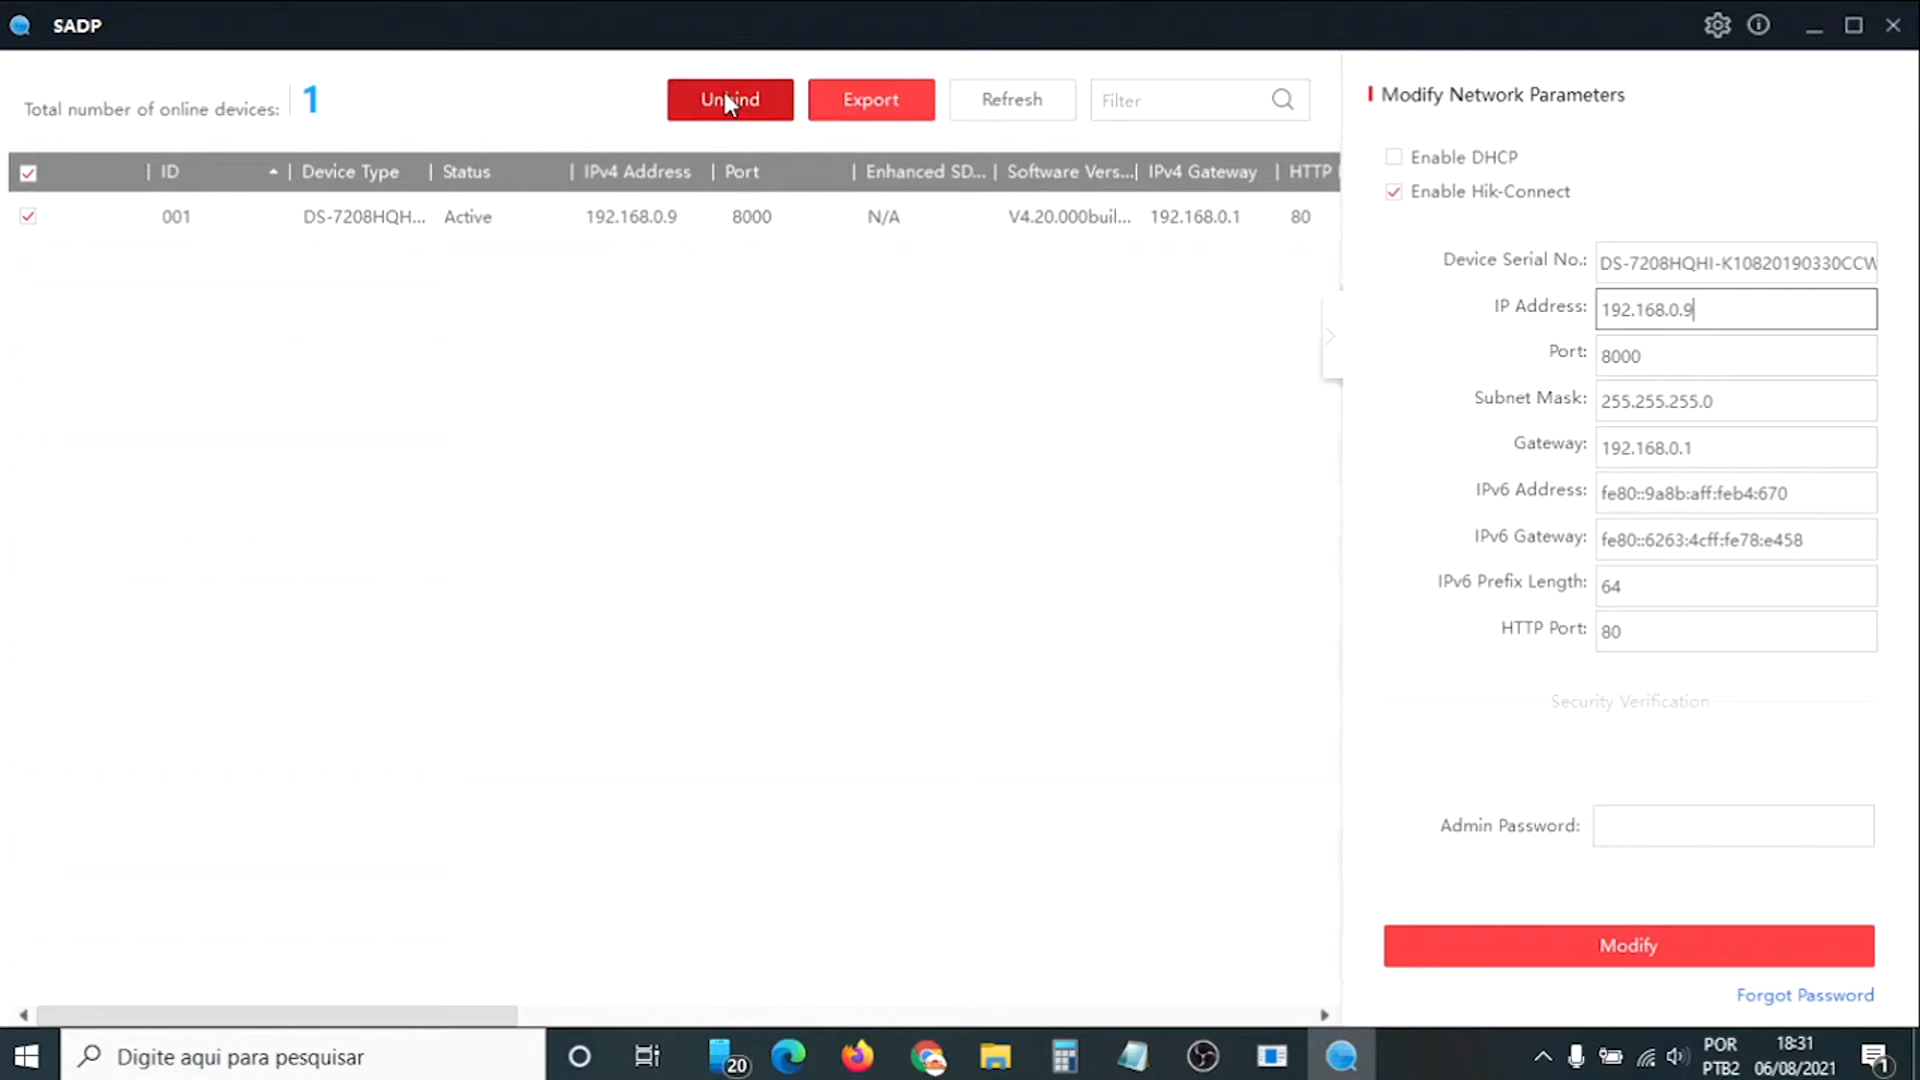 SADP
Total number of online devices: 1
Unbind
Export
Refresh
Filter
ID
Device Type
Status
IPv4 Address
Port
Enhanced SD...
Software Vers...
IPv4 Gateway
HTTP
001
DS-7208HQH...
Active
192.168.0.9
8000
N/A
V4.20.000buil...
192.168.0.1
80
Modify Network Parameters
Enable DHCP
Enable Hik-Connect
Device Serial No.: DS-7208HQHI-K10820190330CCW
IP Address: 192.168.0.9
Port: 8000
Subnet Mask: 255.255.255.0
Gateway: 192.168.0.1
IPv6 Address: fe80::9a8b:aff:feb4:670
IPv6 Gateway: fe80::6263:4cff:fe78:e458
IPv6 Prefix Length: 64
HTTP Port: 80
Security Verification
Admin Password:
Modify
Forgot Password
Digite aqui para pesquisar
20
POR
PTB2
18:31
06/08/2021
1